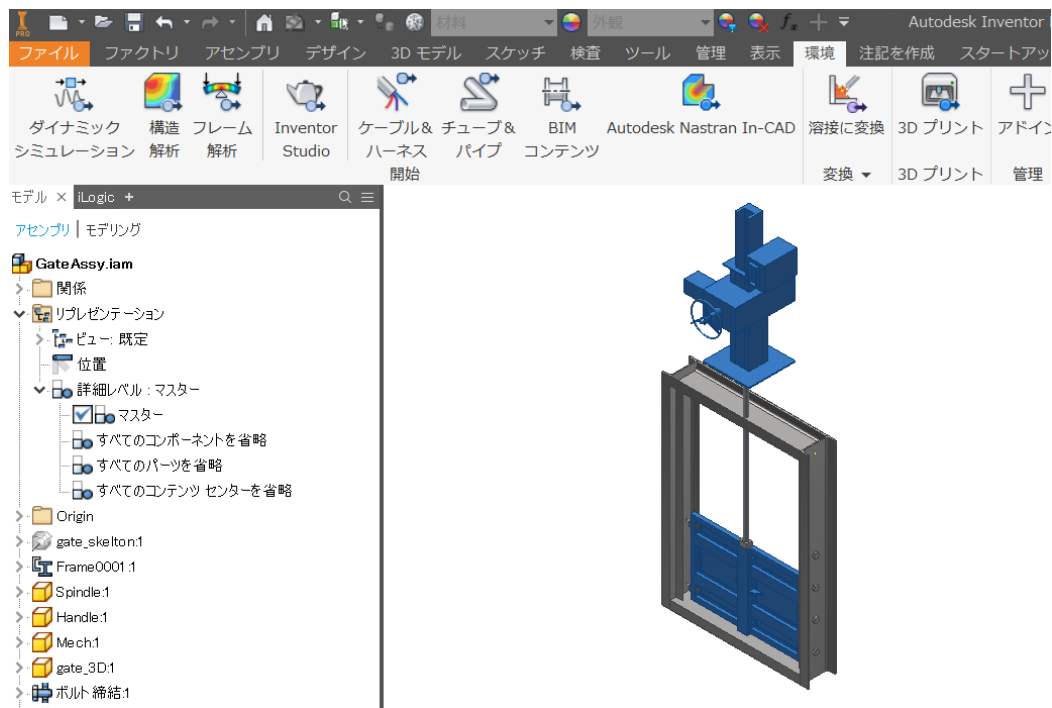 PRO 材料 外観 fx Autodesk Inventor
ファイル ファクトリ アセンブリ デザイン 3D モデル スケッチ 検査 ツール 管理 表示 環境 注記を作成 スタートアッ
ダイナミック 構造 フレーム Inventor ケーブル& チューブ& BIM Autodesk Nastran In-CAD 溶接に変換 3D プリント アドイン
シミュレーション 解析 解析 Studio ハーネス パイプ コンテンツ
開始 変換 3D プリント 管理
モデル × iLogic +
アセンブリ | モデリング
GateAssy.iam
関係
リプレゼンテーション
ビュー: 既定
位置
詳細レベル : マスター
マスター
すべてのコンポーネントを省略
すべてのパーツを省略
すべてのコンテンツ センターを省略
Origin
gate_skelton:1
Frame0001:1
Spindle:1
Handle:1
Mech:1
gate_3D:1
ボルト締結:1